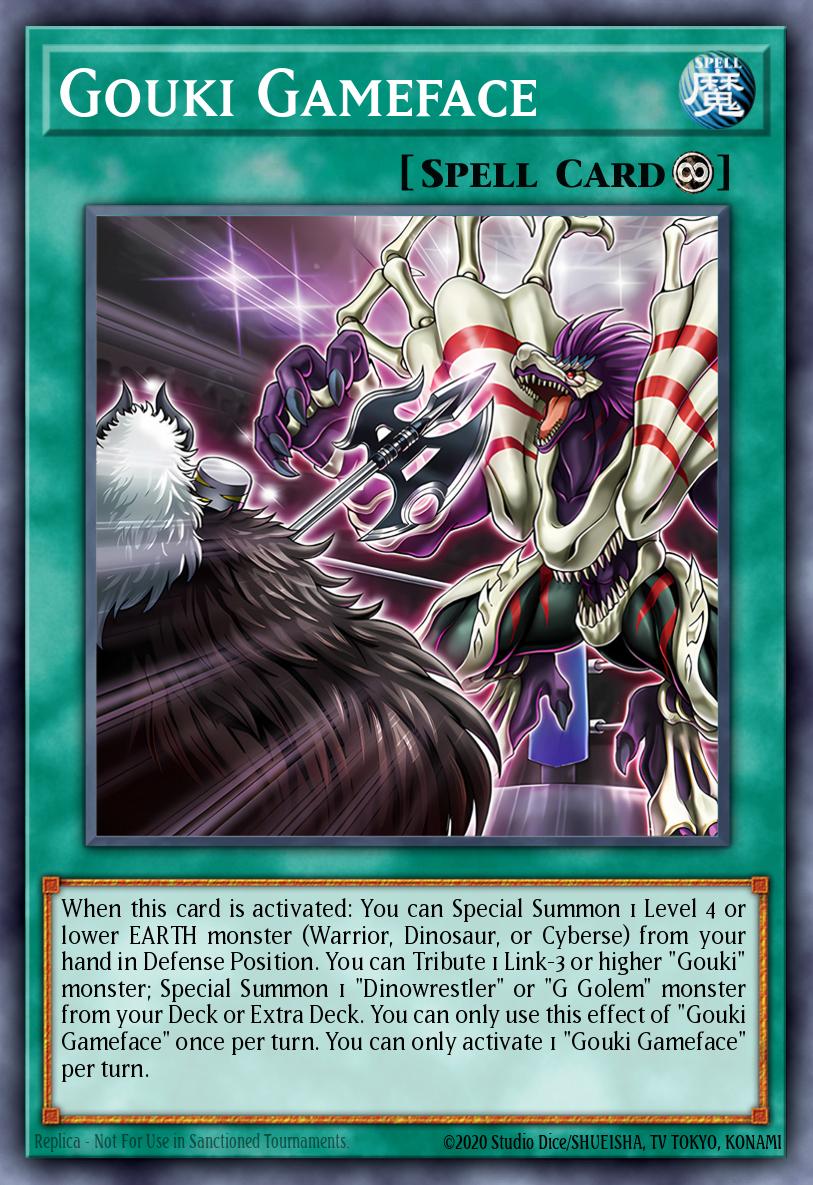 Gouki Gameface
SPELL
魔
[Spell Card]
When this card is activated: You can Special Summon 1 Level 4 or
lower EARTH monster (Warrior, Dinosaur, or Cyberse) from your
hand in Defense Position. You can Tribute 1 Link-3 or higher "Gouki"
monster; Special Summon 1 "Dinowrestler" or "G Golem" monster
from your Deck or Extra Deck. You can only use this effect of "Gouki
Gameface" once per turn. You can only activate 1 "Gouki Gameface"
per turn.
Replica - Not For Use in Sanctioned Tournaments.
©2020 Studio Dice/SHUEISHA, TV TOKYO, KONAMI